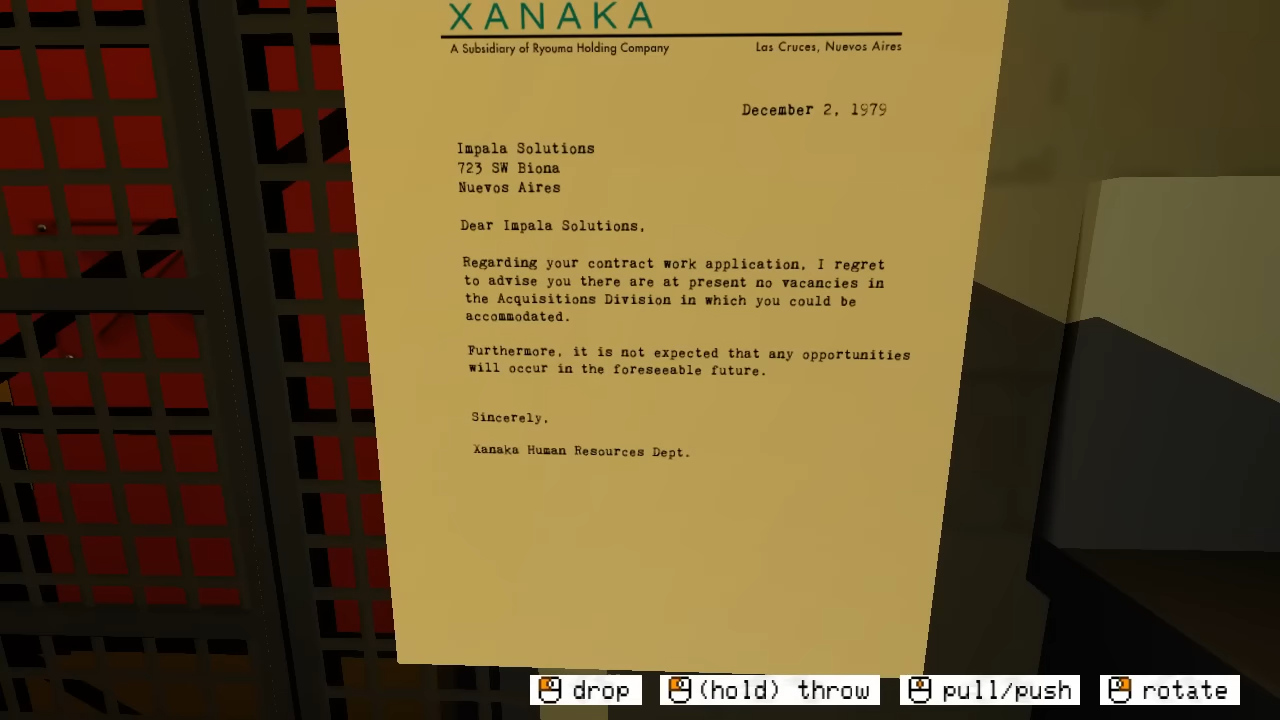 XANAKA
A Subsidiary of Ryouma Holding Company Las Cruces, Nuevos Aires
December 2, 1979
Impala Solutions
723 SW Biona
Nuevos Aires
Dear Impala Solutions,
Regarding your contract work application, I regret
to advise you there are at present no vacancies in
the Acquisitions Division in which you could be
accommodated.
Furthermore, it is not expected that any opportunities
will occur in the foreseeable future.
Sincerely,
Xanaka Human Resources Dept.
drop (hold) throw pull/push rotate